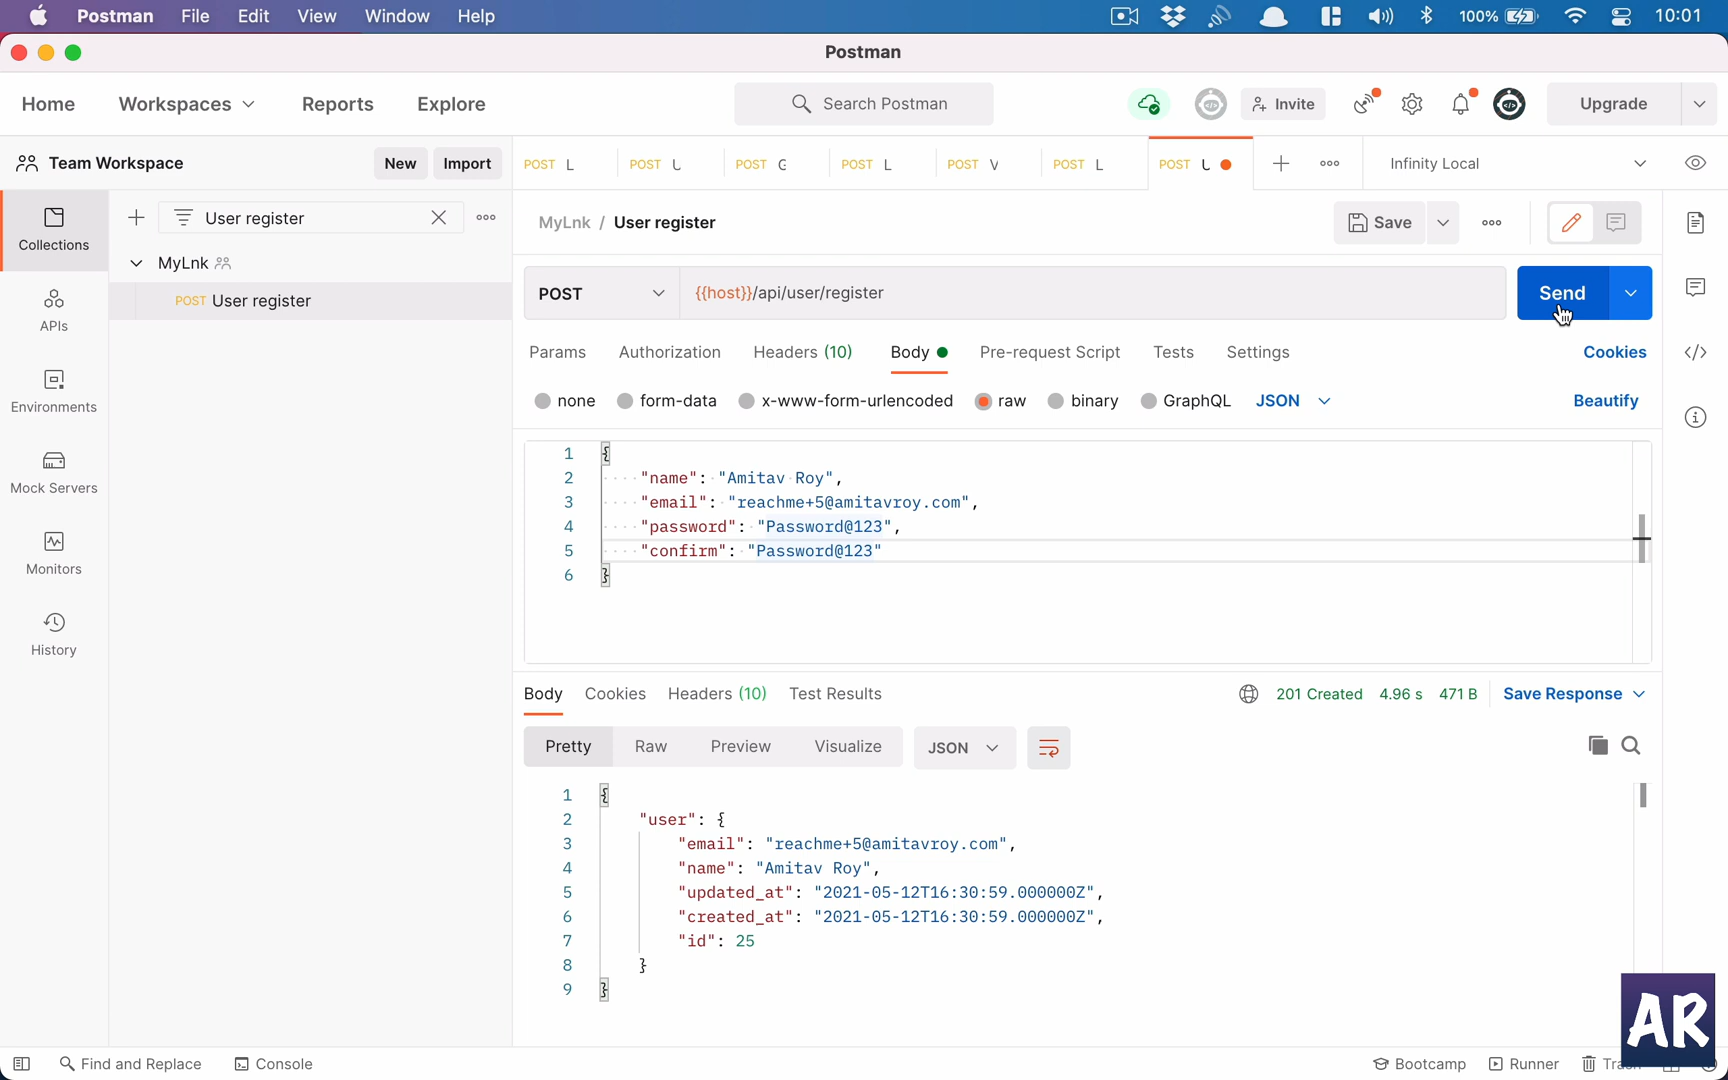 Postman File Edit View Window Help 100% 10:01
Postman
Home Workspaces Reports Explore Search Postman Invite Upgrade
Team Workspace New Import POST L POST U POST G POST L POST V POST L POST U Infinity Local
Collections
User register
MyLnk
POST User register
APIs
Environments
Mock Servers
Monitors
History
MyLnk / User register Save
POST {{host}}/api/user/register Send
Params Authorization Headers (10) Body Pre-request Script Tests Settings Cookies
none form-data x-www-form-urlencoded raw binary GraphQL JSON Beautify
1 {
2 "name": "Amitav Roy",
3 "email": "reachme+5@amitavroy.com",
4 "password": "Password@123",
5 "confirm": "Password@123"
6 }
Body Cookies Headers (10) Test Results 201 Created 4.96 s 471 B Save Response
Pretty Raw Preview Visualize JSON
1 {
2 "user": {
3 "email": "reachme+5@amitavroy.com",
4 "name": "Amitav Roy",
5 "updated_at": "2021-05-12T16:30:59.000000Z",
6 "created_at": "2021-05-12T16:30:59.000000Z",
7 "id": 25
8 }
9 }
AR
Find and Replace Console Bootcamp Runner